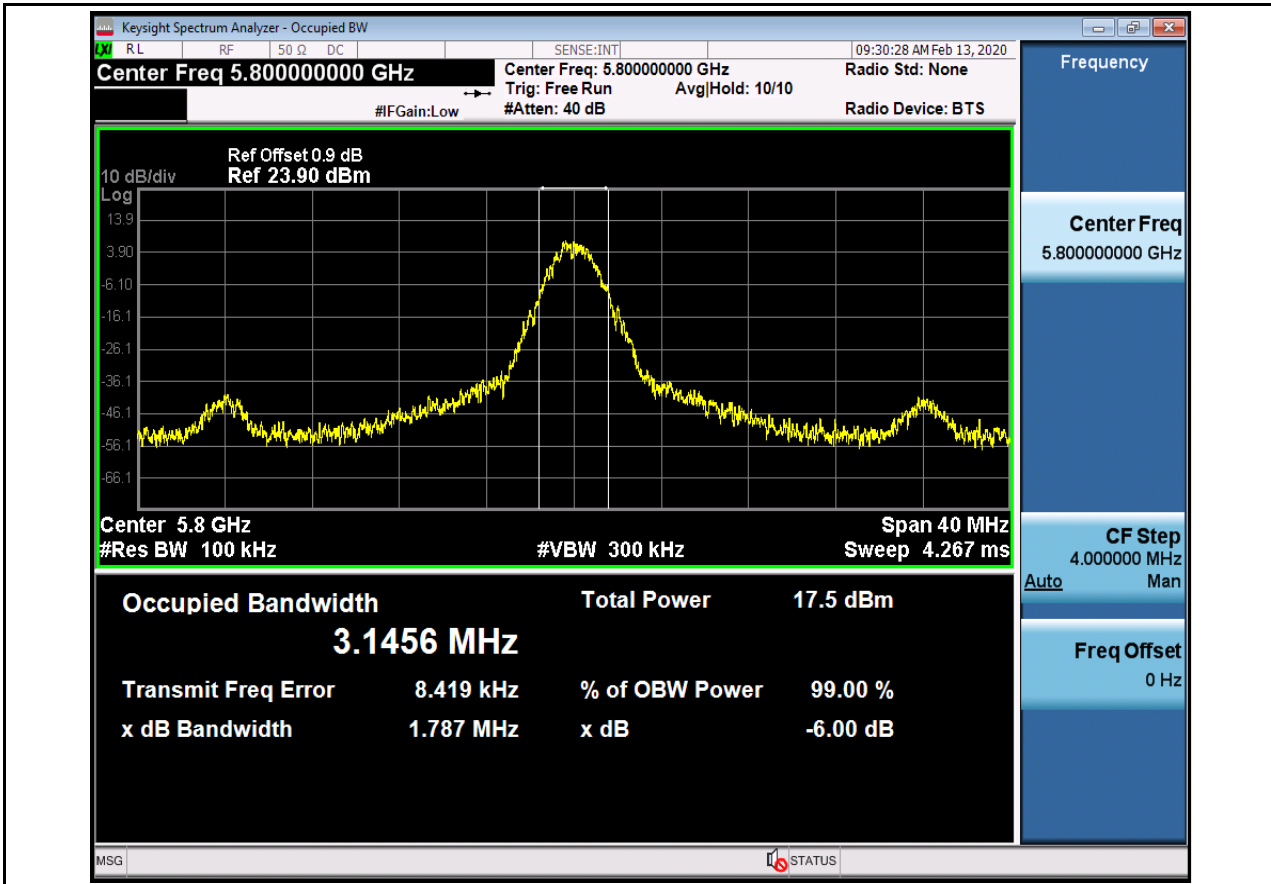 Keysight Spectrum Analyzer - Occupied BW
LXI RL RF 50 Ω DC SENSE:INT 09:30:28 AM Feb 13, 2020
Center Freq 5.800000000 GHz
Center Freq: 5.800000000 GHz
Radio Std: None
Trig: Free Run Avg|Hold: 10/10
#IFGain:Low
#Atten: 40 dB
Radio Device: BTS
Ref Offset 0.9 dB
10 dB/div Ref 23.90 dBm
Log
13.9
3.90
-6.10
-16.1
-26.1
-36.1
-46.1
-56.1
-66.1
Center 5.8 GHz Span 40 MHz
#Res BW 100 kHz #VBW 300 kHz Sweep 4.267 ms
Occupied Bandwidth
3.1456 MHz
Total Power 17.5 dBm
Transmit Freq Error 8.419 kHz % of OBW Power 99.00 %
x dB Bandwidth 1.787 MHz x dB -6.00 dB
Frequency
Center Freq
5.800000000 GHz
CF Step
4.000000 MHz
Auto Man
Freq Offset
0 Hz
MSG STATUS